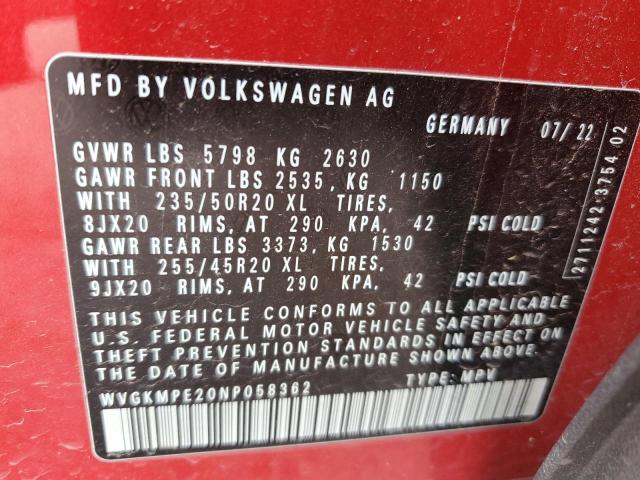 MFD BY VOLKSWAGEN AG
GERMANY 07/22
GVWR LBS 5798 KG 2630
GAWR FRONT LBS 2535, KG 1150
WITH 235/50R20 XL TIRES,
8JX20 RIMS, AT 290 KPA, 42 PSI COLD
GAWR REAR LBS 3373, KG 1530
WITH 255/45R20 XL TIRES,
9JX20 RIMS, AT 290 KPA, 42 PSI COLD
THIS VEHICLE CONFORMS TO ALL APPLICABLE
U.S. FEDERAL MOTOR VEHICLE SAFETY AND
THEFT PREVENTION STANDARDS IN EFFECT ON
THE DATE OF MANUFACTURE SHOWN ABOVE.
WVGKMPE20NP058362 TYPE: MPV
2711242 3754 02